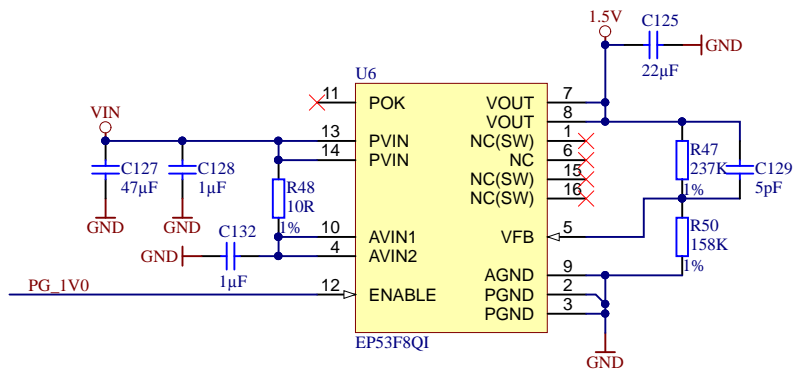 1.5V
C125
GND
22µF
U6
11
POK
VOUT
7
VOUT
8
VIN
13
PVIN
NC(SW)
1
14
PVIN
NC
6
NC(SW)
15
NC(SW)
16
C127
47µF
C128
1µF
R48
10R
1%
R47
237K
1%
C129
5pF
GND
GND
10
AVIN1
VFB
5
R50
158K
1%
C132
GND
1µF
4
AVIN2
AGND
9
PG_1V0
12
ENABLE
PGND
2
PGND
3
EP53F8QI
GND